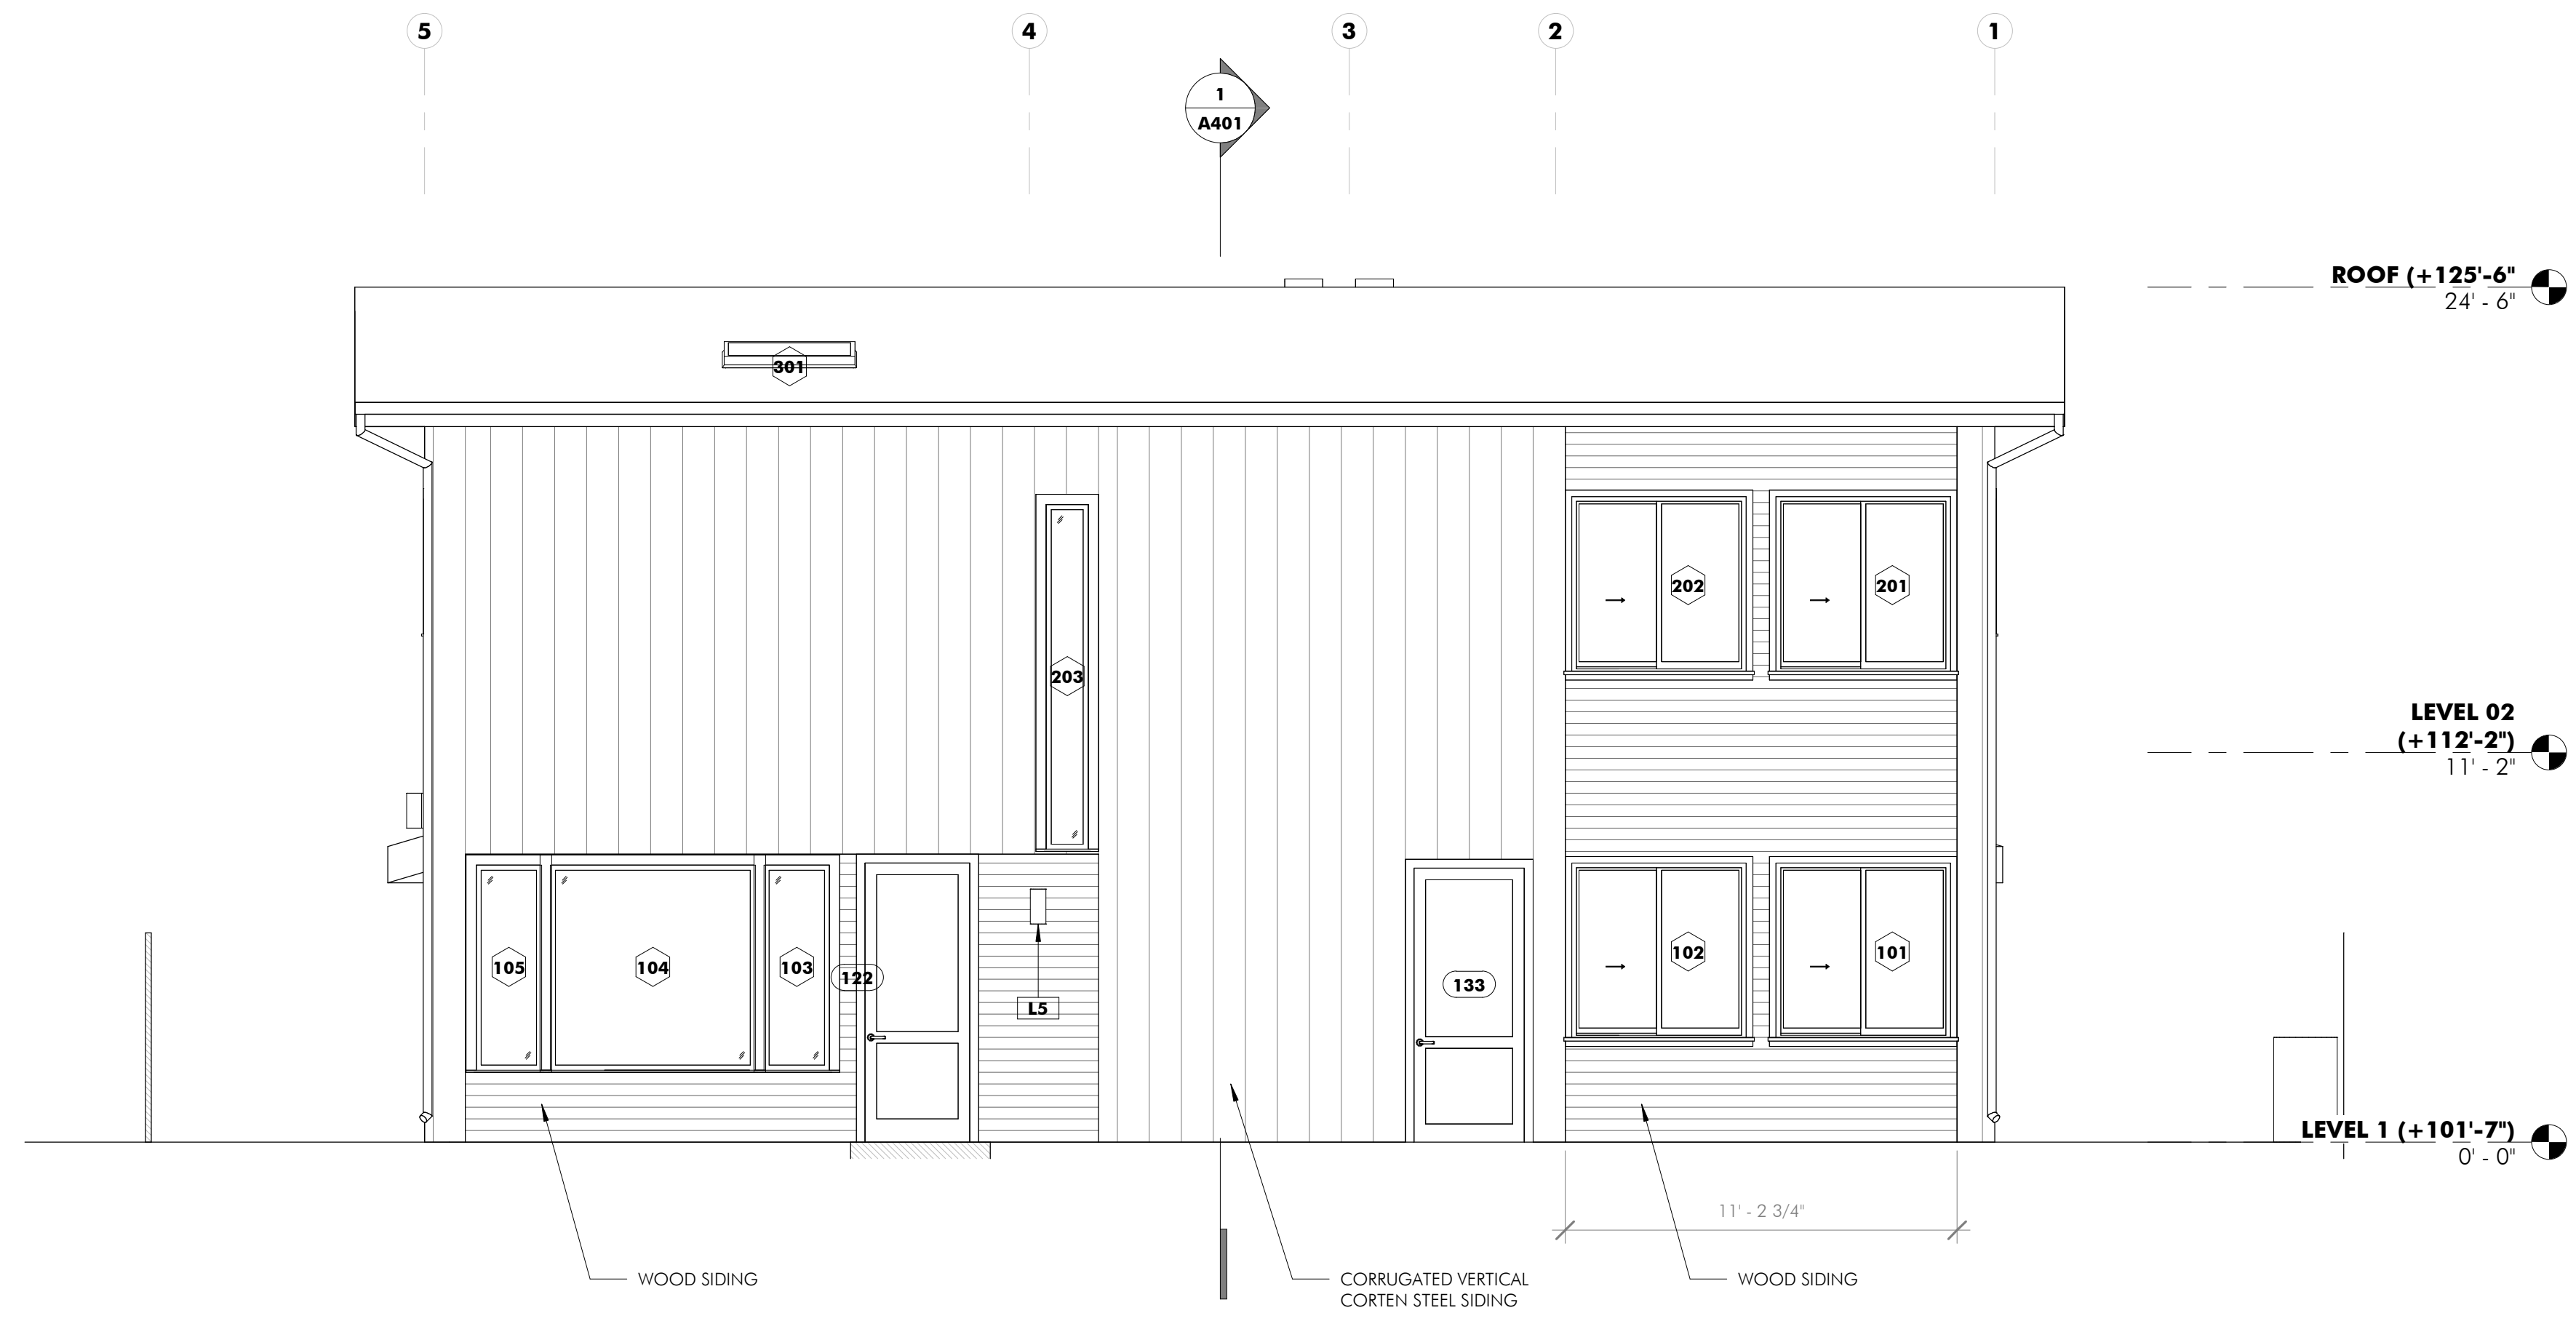 5
4
3
2
1
1
A401
ROOF (+125'-6"
24' - 6"
301
202
201
203
LEVEL 02
(+112'-2")
11' - 2"
105
104
103
122
133
102
101
L5
LEVEL 1 (+101'-7")
0' - 0"
11' - 2 3/4"
WOOD SIDING
CORRUGATED VERTICAL
CORTEN STEEL SIDING
WOOD SIDING